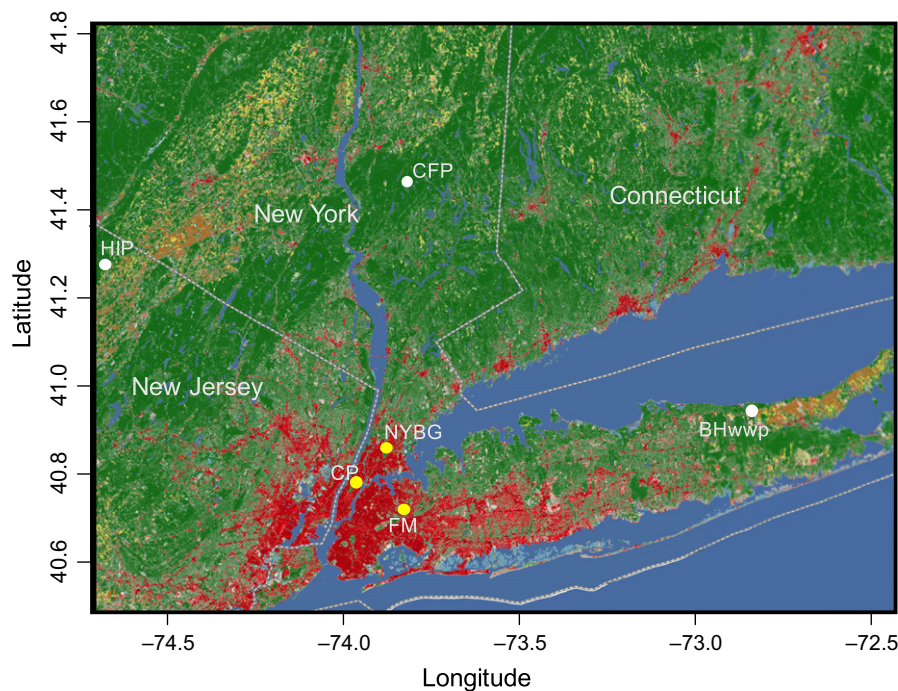 41.8
41.6
41.4
41.2
41.0
40.8
40.6
Latitude
CFP
Connecticut
New York
HIP
New Jersey
BHwwp
NYBG
CP
FM
–74.5
–74.0
–73.5
–73.0
–72.5
Longitude